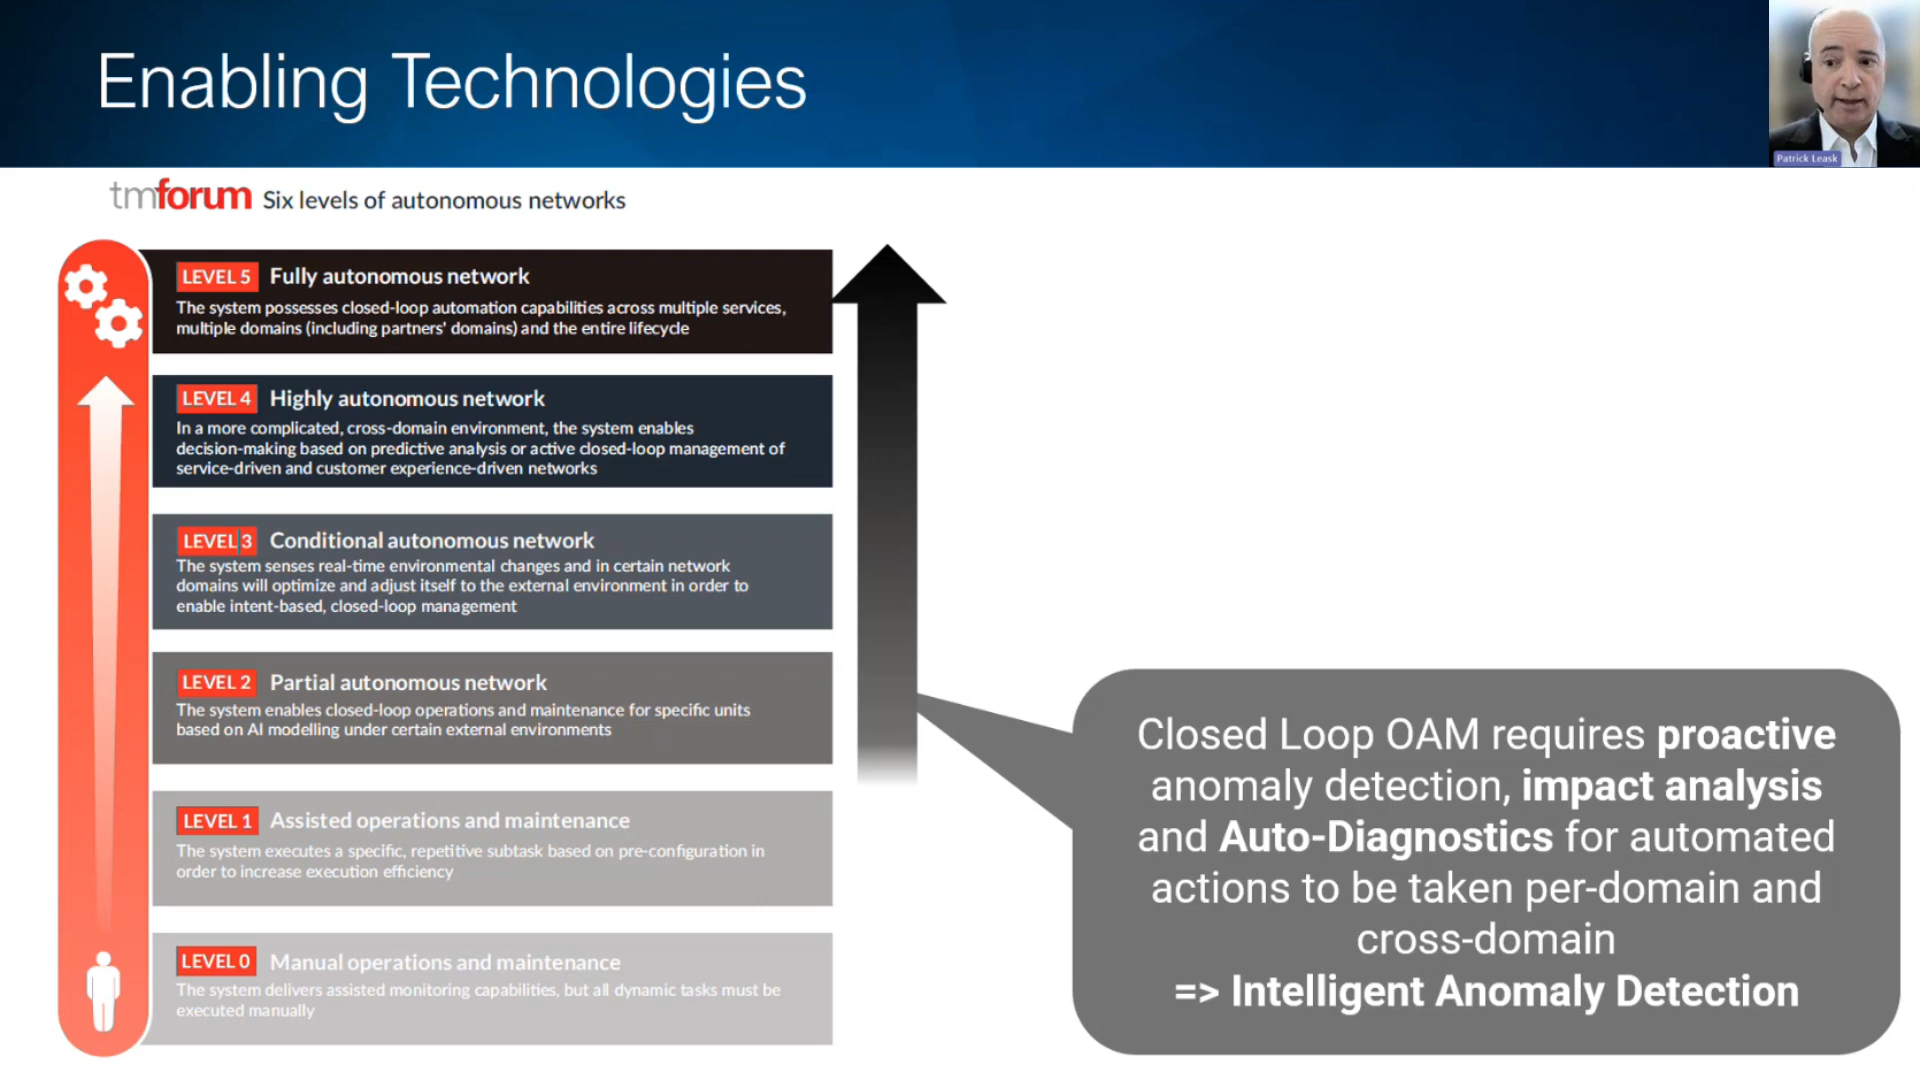 Enabling Technologies
Patrick Leask
tmforum Six levels of autonomous networks
LEVEL 5 Fully autonomous network
The system possesses closed-loop automation capabilities across multiple services,
multiple domains (including partners' domains) and the entire lifecycle
LEVEL 4 Highly autonomous network
In a more complicated, cross-domain environment, the system enables
decision-making based on predictive analysis or active closed-loop management of
service-driven and customer experience-driven networks
LEVEL 3 Conditional autonomous network
The system senses real-time environmental changes and in certain network
domains will optimize and adjust itself to the external environment in order to
enable intent-based, closed-loop management
LEVEL 2 Partial autonomous network
The system enables closed-loop operations and maintenance for specific units
based on AI modelling under certain external environments
LEVEL 1 Assisted operations and maintenance
The system executes a specific, repetitive subtask based on pre-configuration in
order to increase execution efficiency
LEVEL 0 Manual operations and maintenance
The system delivers assisted monitoring capabilities, but all dynamic tasks must be
executed manually
Closed Loop OAM requires proactive
anomaly detection, impact analysis
and Auto-Diagnostics for automated
actions to be taken per-domain and
cross-domain
=> Intelligent Anomaly Detection